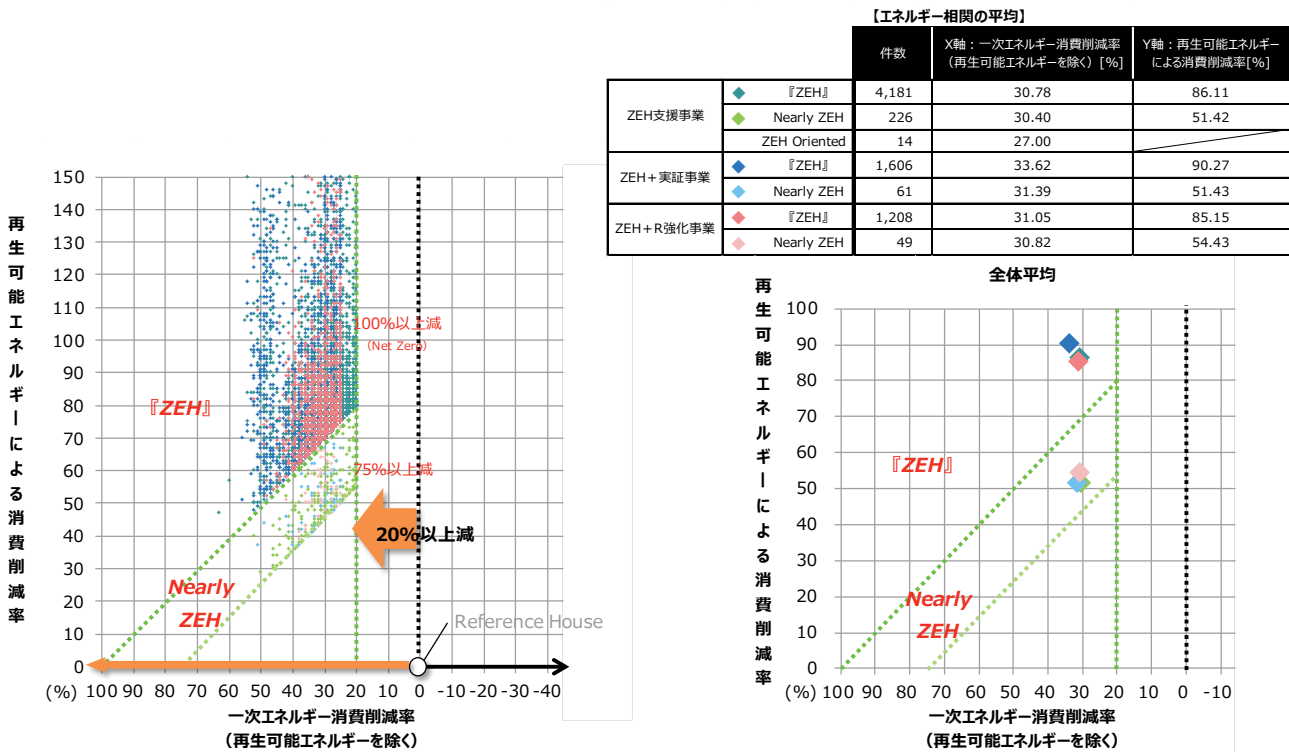 【エネルギー相関の平均】
件数
X軸：一次エネルギー消費削減率
（再生可能エネルギーを除く）[%]
Y軸：再生可能エネルギー
による消費削減率[%]
ZEH支援事業
『ZEH』 4,181 30.78 86.11
Nearly ZEH 226 30.40 51.42
ZEH Oriented 14 27.00
ZEH＋実証事業
『ZEH』 1,606 33.62 90.27
Nearly ZEH 61 31.39 51.43
ZEH＋R強化事業
『ZEH』 1,208 31.05 85.15
Nearly ZEH 49 30.82 54.43
再生可能エネルギーによる消費削減率
150
140
130
120
110
100
90
80
70
60
50
40
30
20
10
0
100%以上減
（Net Zero）
『ZEH』
75%以上減
20%以上減
Nearly
ZEH
Reference House
(%) 100 90 80 70 60 50 40 30 20 10 0 -10 -20 -30 -40
一次エネルギー消費削減率
（再生可能エネルギーを除く）
全体平均
再生可能エネルギーによる消費削減率
100
90
80
70
60
50
40
30
20
10
0
『ZEH』
Nearly
ZEH
(%) 100 90 80 70 60 50 40 30 20 10 0 -10
一次エネルギー消費削減率
（再生可能エネルギーを除く）